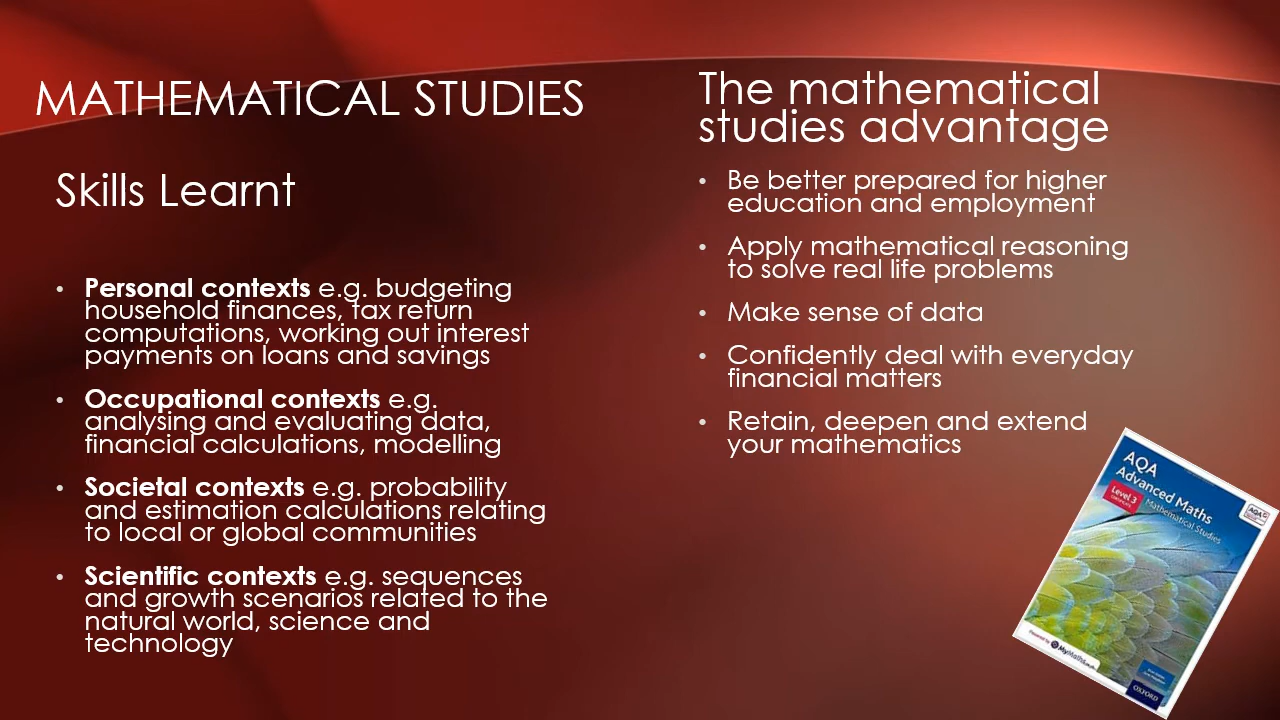 MATHEMATICAL STUDIES
Skills Learnt
• Personal contexts e.g. budgeting
household finances, tax return
computations, working out interest
payments on loans and savings
• Occupational contexts e.g.
analysing and evaluating data,
financial calculations, modelling
• Societal contexts e.g. probability
and estimation calculations relating
to local or global communities
• Scientific contexts e.g. sequences
and growth scenarios related to the
natural world, science and
technology
The mathematical
studies advantage
• Be better prepared for higher
education and employment
• Apply mathematical reasoning
to solve real life problems
• Make sense of data
• Confidently deal with everyday
financial matters
• Retain, deepen and extend
your mathematics
AQA
Advanced Maths
Level 3
Mathematical Studies
AQA
Powered by MyMaths
OXFORD